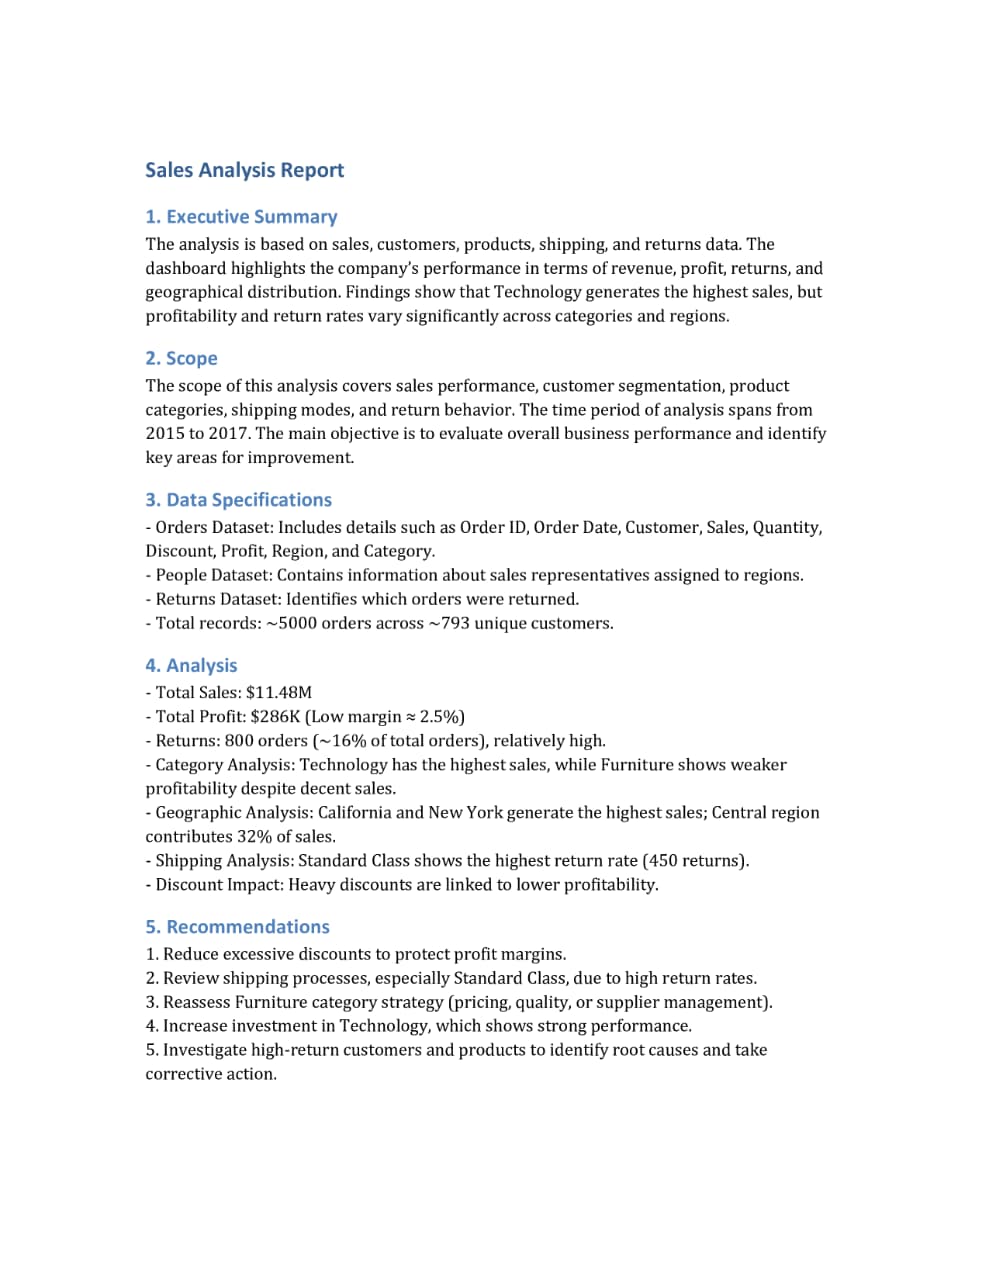 Sales Analysis Report
1. Executive Summary
The analysis is based on sales, customers, products, shipping, and returns data. The
dashboard highlights the company's performance in terms of revenue, profit, returns, and
geographical distribution. Findings show that Technology generates the highest sales, but
profitability and return rates vary significantly across categories and regions.
2. Scope
The scope of this analysis covers sales performance, customer segmentation, product
categories, shipping modes, and return behavior. The time period of analysis spans from
2015 to 2017. The main objective is to evaluate overall business performance and identify
key areas for improvement.
3. Data Specifications
- Orders Dataset: Includes details such as Order ID, Order Date, Customer, Sales, Quantity,
Discount, Profit, Region, and Category.
- People Dataset: Contains information about sales representatives assigned to regions.
- Returns Dataset: Identifies which orders were returned.
- Total records: ~5000 orders across ~793 unique customers.
4. Analysis
- Total Sales: $11.48M
- Total Profit: $286K (Low margin ≈ 2.5%)
- Returns: 800 orders (~16% of total orders), relatively high.
- Category Analysis: Technology has the highest sales, while Furniture shows weaker
profitability despite decent sales.
- Geographic Analysis: California and New York generate the highest sales; Central region
contributes 32% of sales.
- Shipping Analysis: Standard Class shows the highest return rate (450 returns).
- Discount Impact: Heavy discounts are linked to lower profitability.
5. Recommendations
1. Reduce excessive discounts to protect profit margins.
2. Review shipping processes, especially Standard Class, due to high return rates.
3. Reassess Furniture category strategy (pricing, quality, or supplier management).
4. Increase investment in Technology, which shows strong performance.
5. Investigate high-return customers and products to identify root causes and take
corrective action.